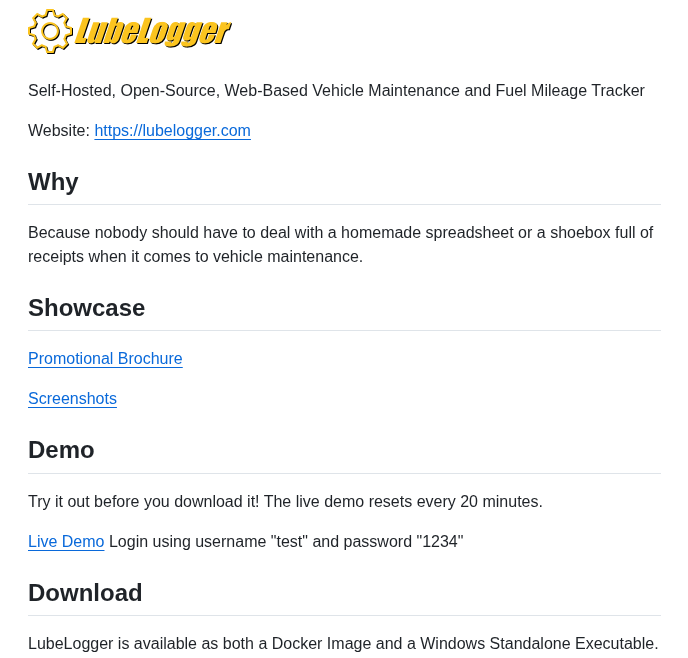 LubeLogger
Self-Hosted, Open-Source, Web-Based Vehicle Maintenance and Fuel Mileage Tracker
Website: https://lubelogger.com
Why
Because nobody should have to deal with a homemade spreadsheet or a shoebox full of
receipts when it comes to vehicle maintenance.
Showcase
Promotional Brochure
Screenshots
Demo
Try it out before you download it! The live demo resets every 20 minutes.
Live Demo Login using username "test" and password "1234"
Download
LubeLogger is available as both a Docker Image and a Windows Standalone Executable.